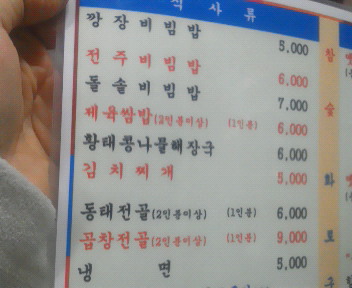 식 사 류
깡 장 비 빔 밥 5,000
전 주 비 빔 밥 6,000
돌 솥 비 빔 밥 7,000
제육쌈밥(2인분이상) (1인분) 6,000
황태콩나물해장국 6,000
김 치 찌 개 5,000
동태전골(2인분이상) (1인분) 6,000
곱창전골(2인분이상) (1인분) 9,000
냉 면 5,000